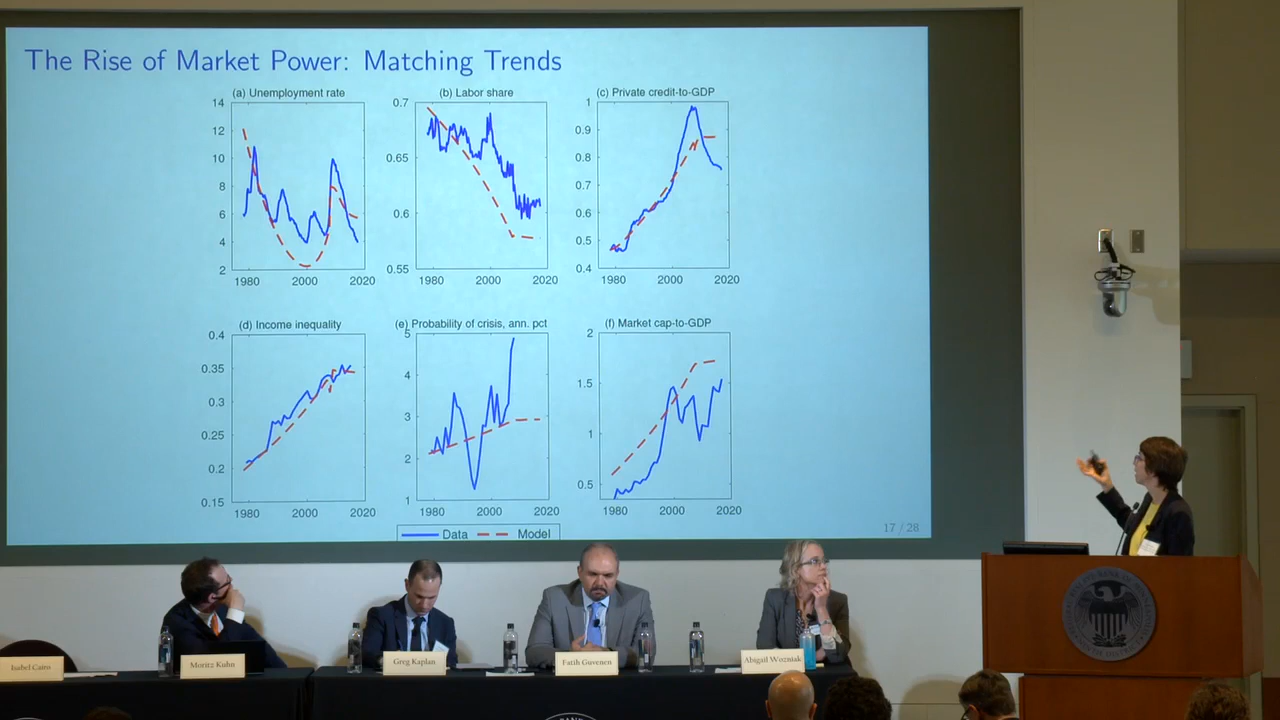 The Rise of Market Power: Matching Trends
(a) Unemployment rate
14
12
10
8
6
4
2
1980 2000 2020
(b) Labor share
0.7
0.65
0.6
0.55
1980 2000 2020
(c) Private credit-to-GDP
1
0.9
0.8
0.7
0.6
0.5
0.4
1980 2000 2020
(d) Income inequality
0.4
0.35
0.3
0.25
0.2
0.15
1980 2000 2020
(e) Probability of crisis, ann. pct
5
4
3
2
1
1980 2000 2020
(f) Market cap-to-GDP
2
1.5
1
0.5
1980 2000 2020
Data Model
17 / 28
Isabel Cairo
Moritz Kuhn
Greg Kaplan
Fatih Guvenen
Abigail Wozniak